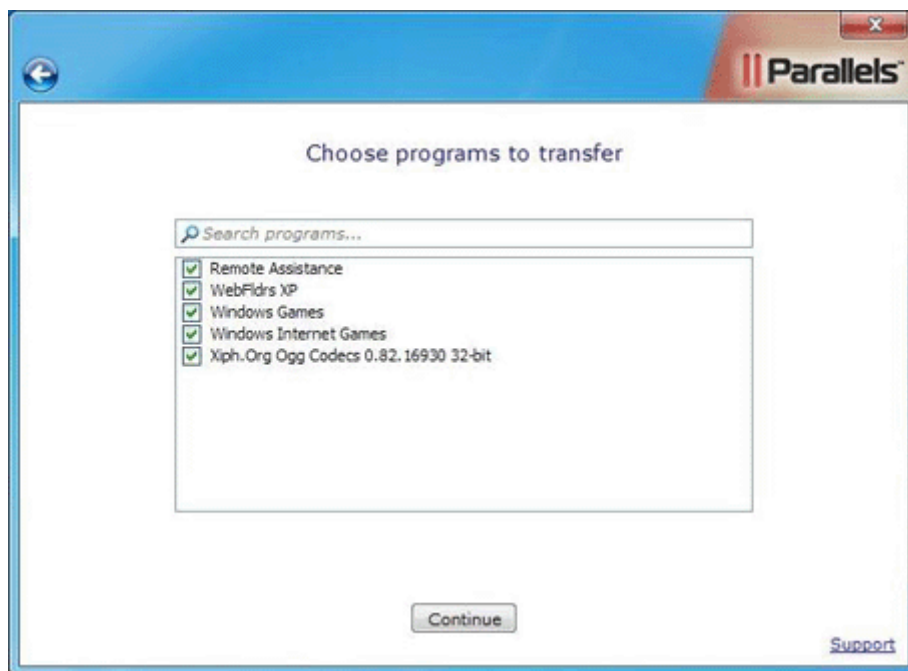 Parallels™
Choose programs to transfer
Search programs...
Remote Assistance
WebFldrs XP
Windows Games
Windows Internet Games
Xiph.Org Ogg Codecs 0.82.16930 32-bit
Continue
Support